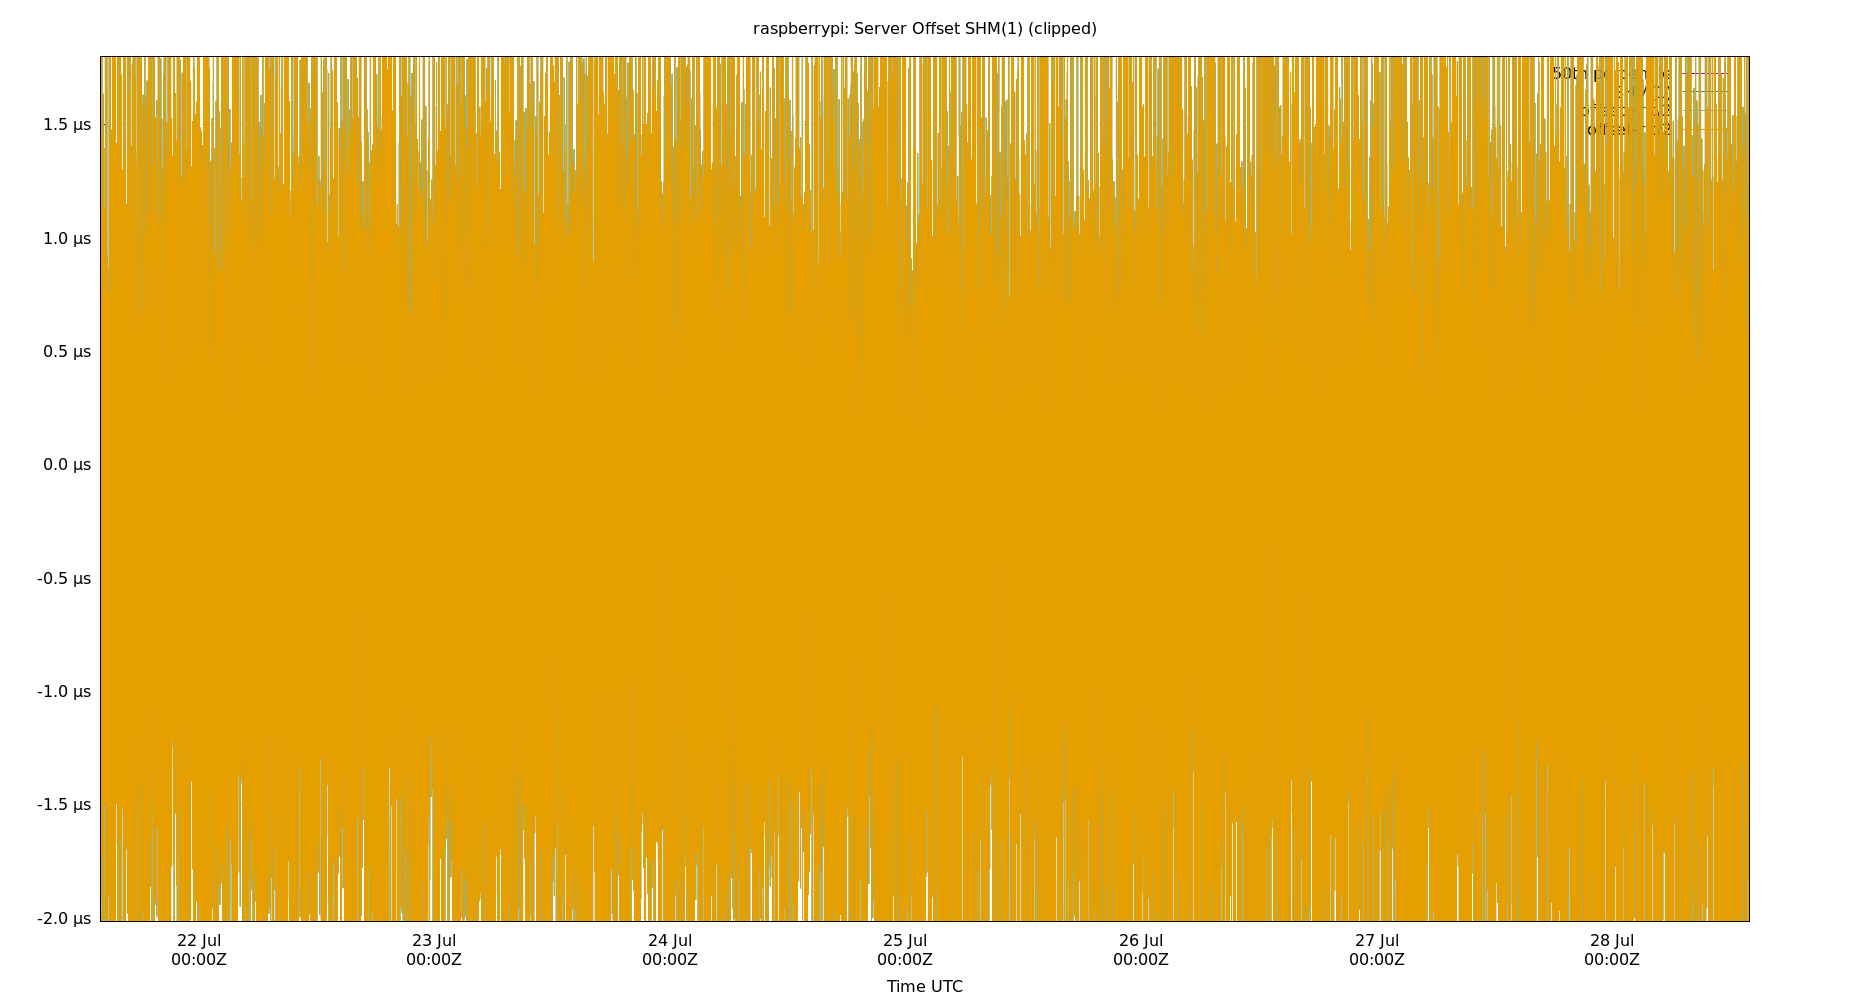 raspberrypi: Server Offset SHM(1) (clipped)
50th
1.5 µs
1.0 µs
0.5 µs
0.0 µs
-0.5 µs
-1.0 µs
-1.5 µs
-2.0 µs
22 Jul 23 Jul 24 Jul 25 Jul 26 Jul 27 Jul 28 Jul
00:00Z 00:00Z 00:00Z 00:00Z 00:00Z 00:00Z 00:00Z
Time UTC